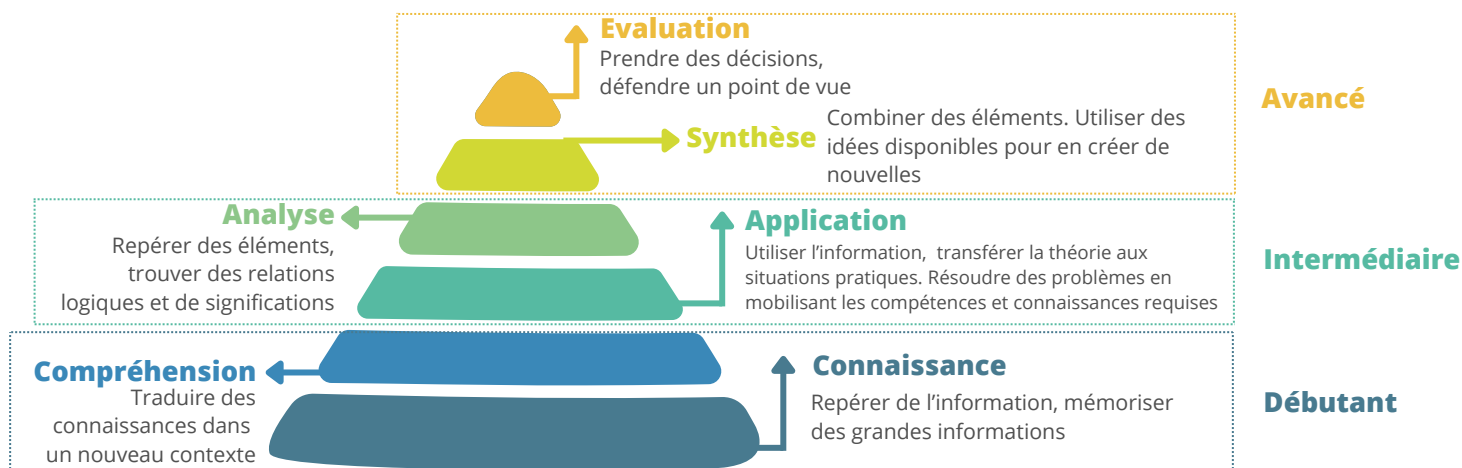 Evaluation
Prendre des décisions,
défendre un point de vue
Avancé
Synthèse
Combiner des éléments. Utiliser des
idées disponibles pour en créer de
nouvelles
Analyse
Repérer des éléments,
trouver des relations
logiques et de significations
Application
Utiliser l’information, transférer la théorie aux
situations pratiques. Résoudre des problèmes en
mobilisant les compétences et connaissances requises
Intermédiaire
Compréhension
Traduire des
connaissances dans
un nouveau contexte
Connaissance
Repérer de l’information, mémoriser
des grandes informations
Débutant